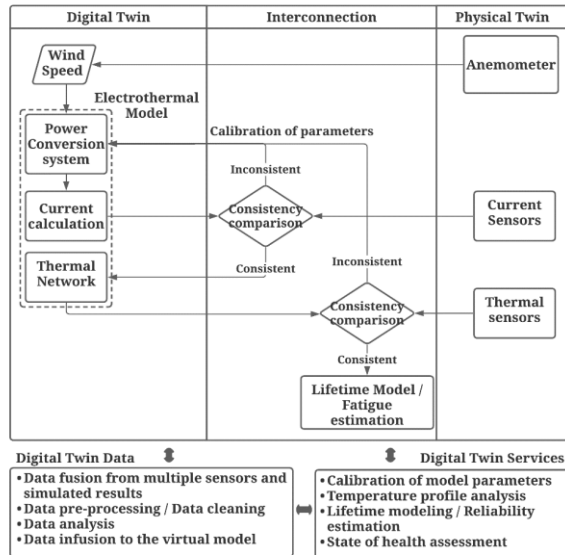 Digital Twin
Interconnection
Physical Twin
Wind
Speed
Anemometer
Electrothermal
Model
Power
Conversion
system
Calibration of parameters
Inconsistent
Current
calculation
Consistency
comparison
Current
Sensors
Consistent
Inconsistent
Thermal
Network
Consistency
comparison
Thermal
sensors
Consistent
Lifetime Model /
Fatigue
estimation
Digital Twin Data
• Data fusion from multiple sensors and
simulated results
• Data pre-processing / Data cleaning
• Data analysis
• Data infusion to the virtual model
Digital Twin Services
• Calibration of model parameters
• Temperature profile analysis
• Lifetime modeling / Reliability
estimation
• State of health assessment